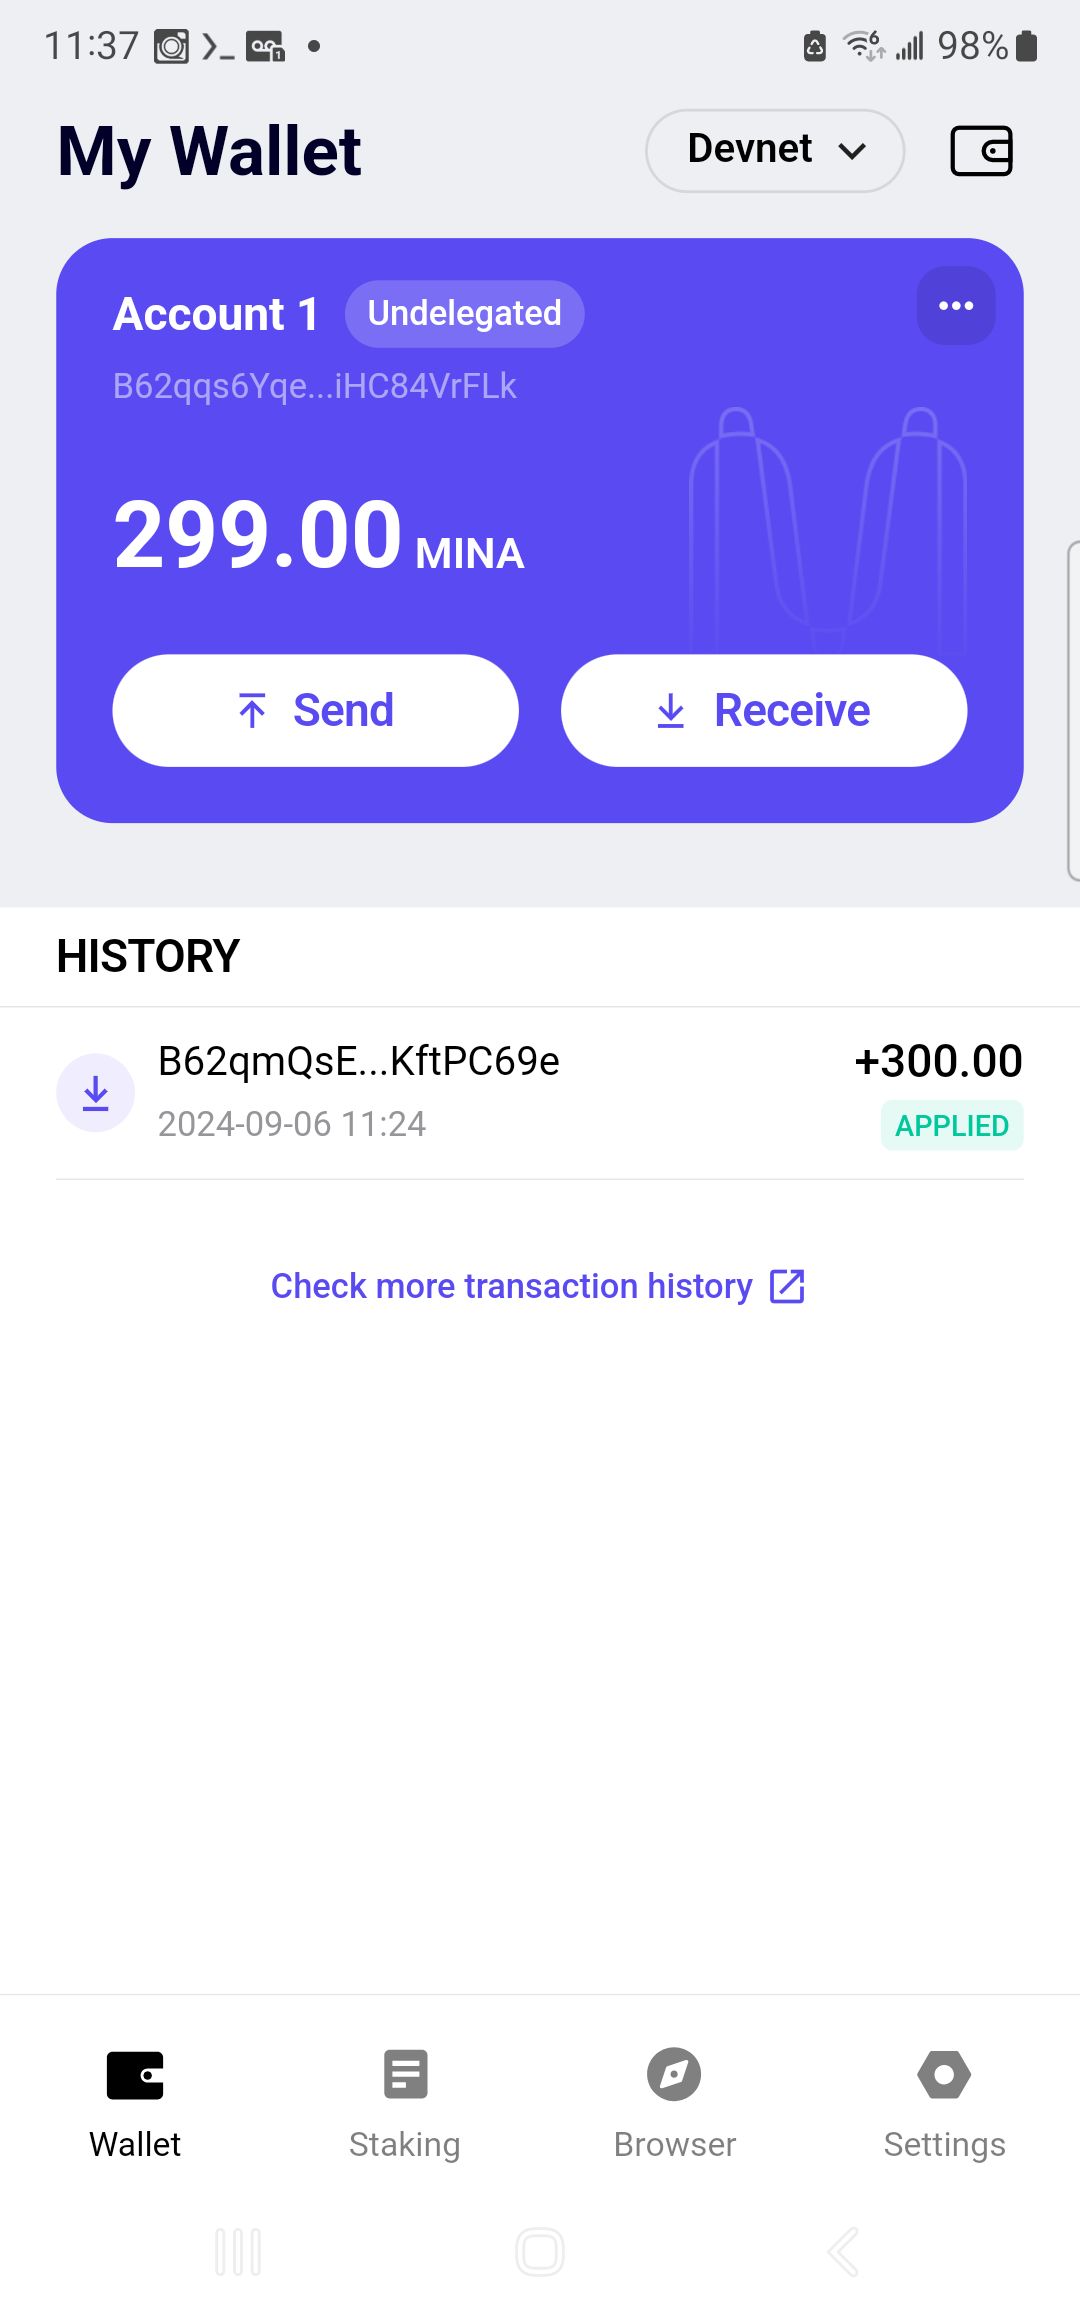 11:37
98%
My Wallet
Devnet
Account 1
Undelegated
B62qqs6Yqe...iHC84VrFLk
299.00 MINA
Send
Receive
HISTORY
B62qmQsE...KftPC69e
+300.00
2024-09-06 11:24
APPLIED
Check more transaction history
Wallet
Staking
Browser
Settings